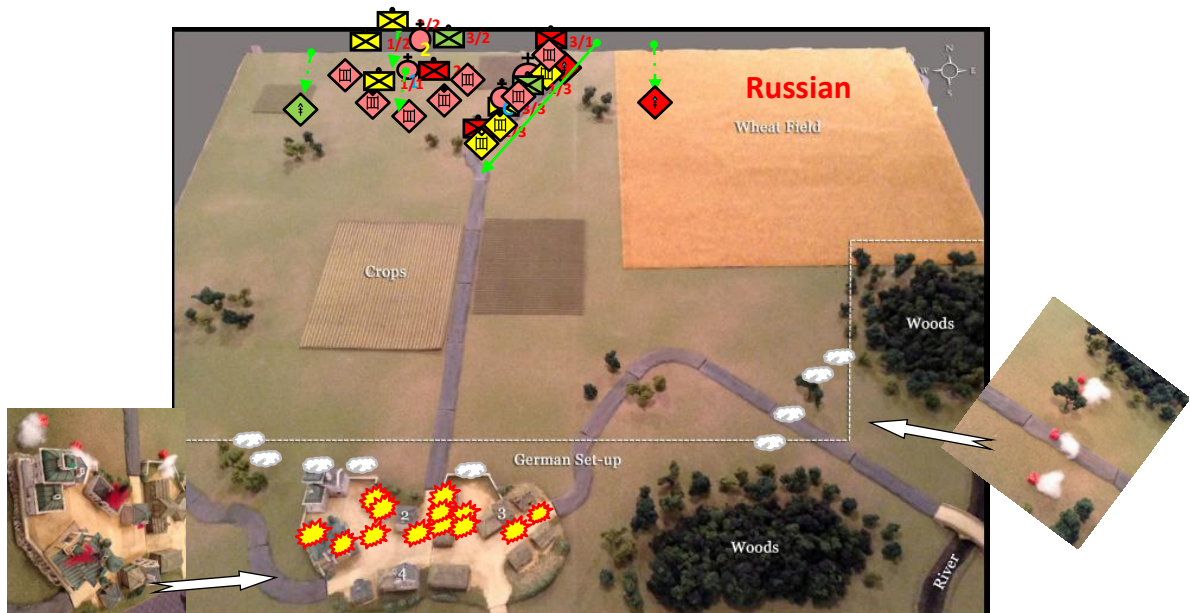 3/2
1/2
2
3/2
3/1
1/1
3/3
N
W
E
S
Russian
Wheat Field
Crops
Woods
German Set-up
2
3
4
Woods
River